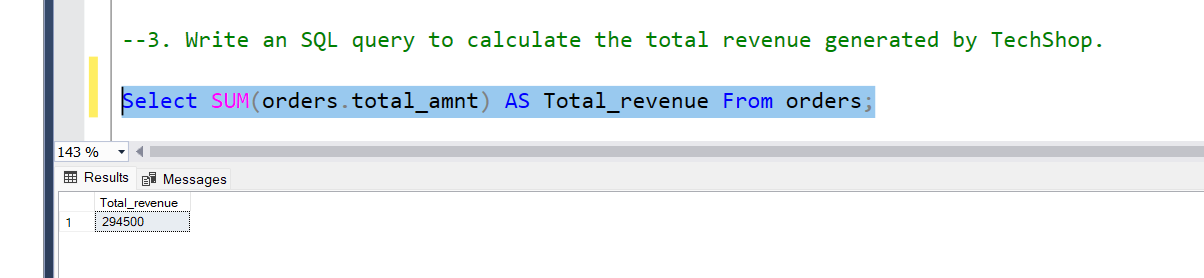 --3. Write an SQL query to calculate the total revenue generated by TechShop.
Select SUM(orders.total_amnt) AS Total_revenue From orders;
143 %
Results Messages
Total_revenue
1 294500